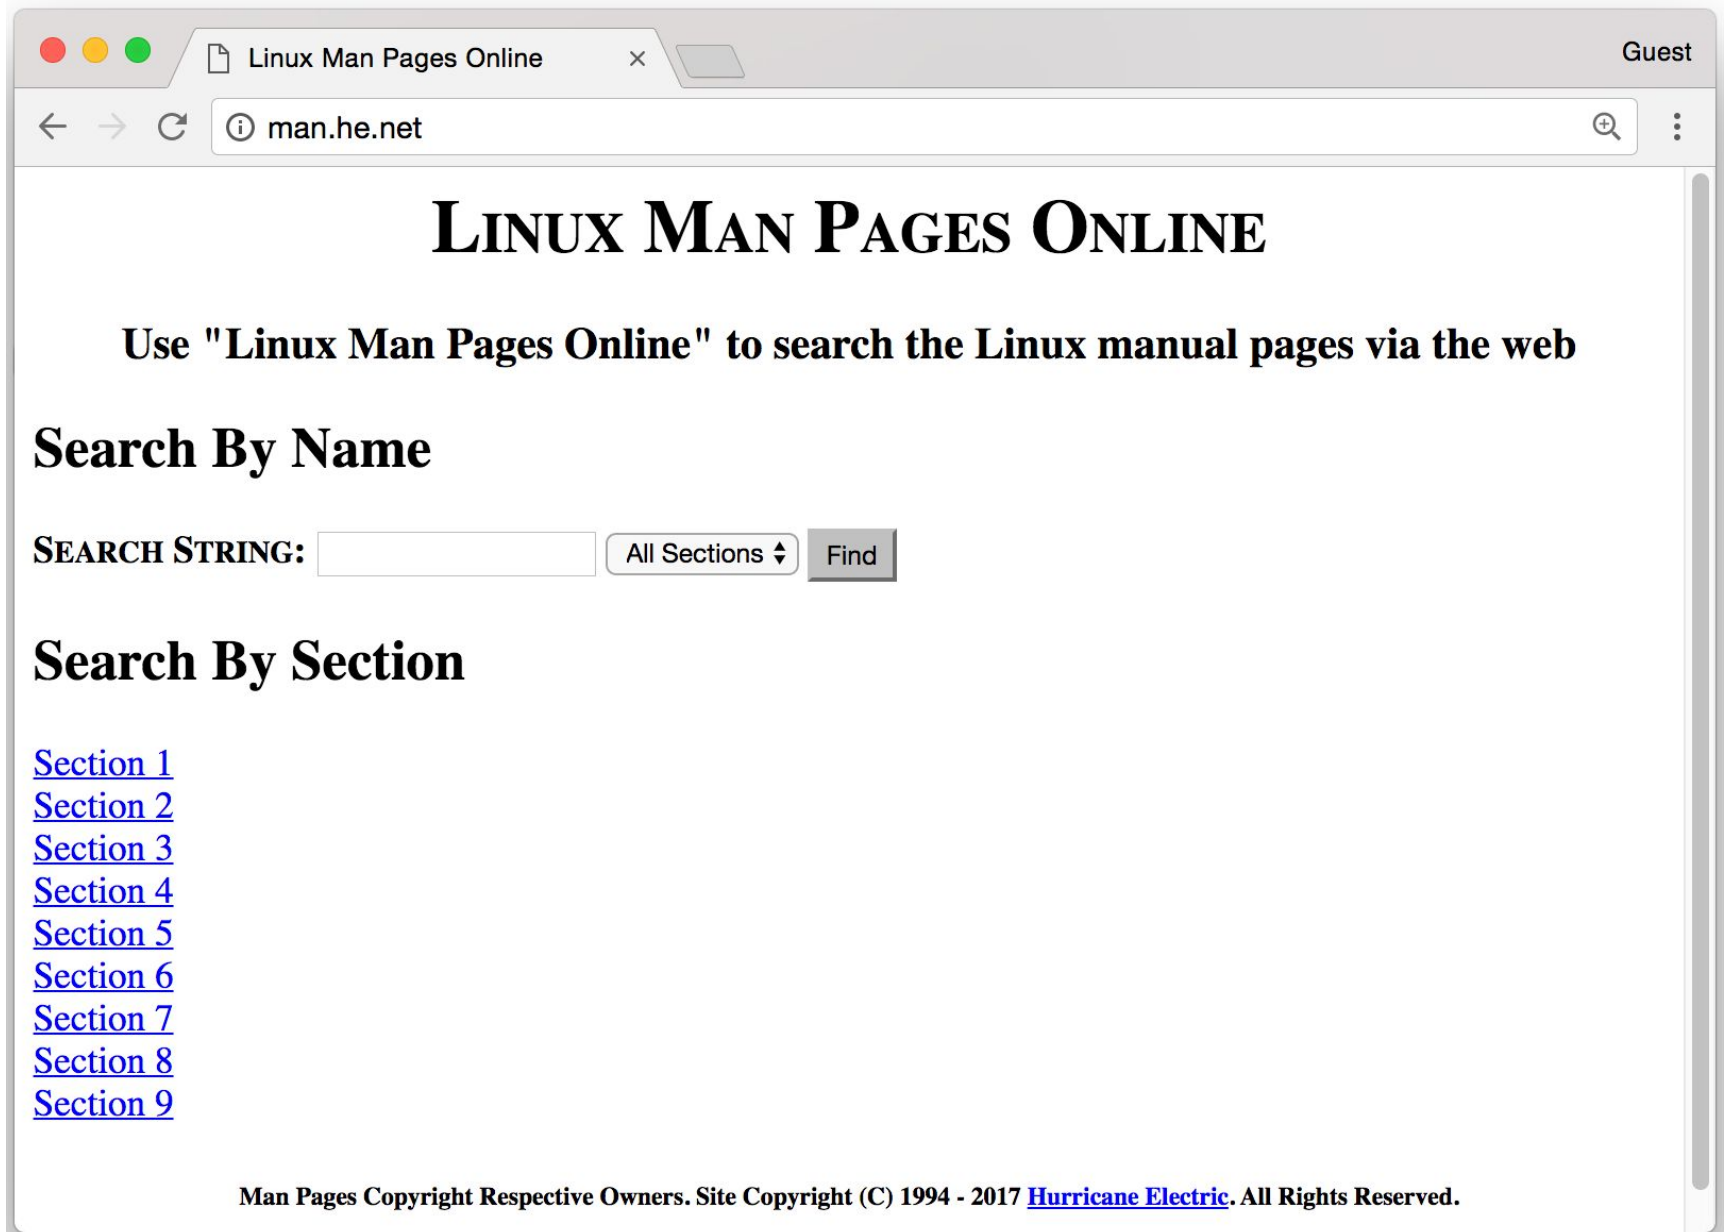 Linux Man Pages Online
Guest
man.he.net
LINUX MAN PAGES ONLINE
Use "Linux Man Pages Online" to search the Linux manual pages via the web
Search By Name
SEARCH STRING: All Sections Find
Search By Section
Section 1
Section 2
Section 3
Section 4
Section 5
Section 6
Section 7
Section 8
Section 9
Man Pages Copyright Respective Owners. Site Copyright (C) 1994 - 2017 Hurricane Electric. All Rights Reserved.